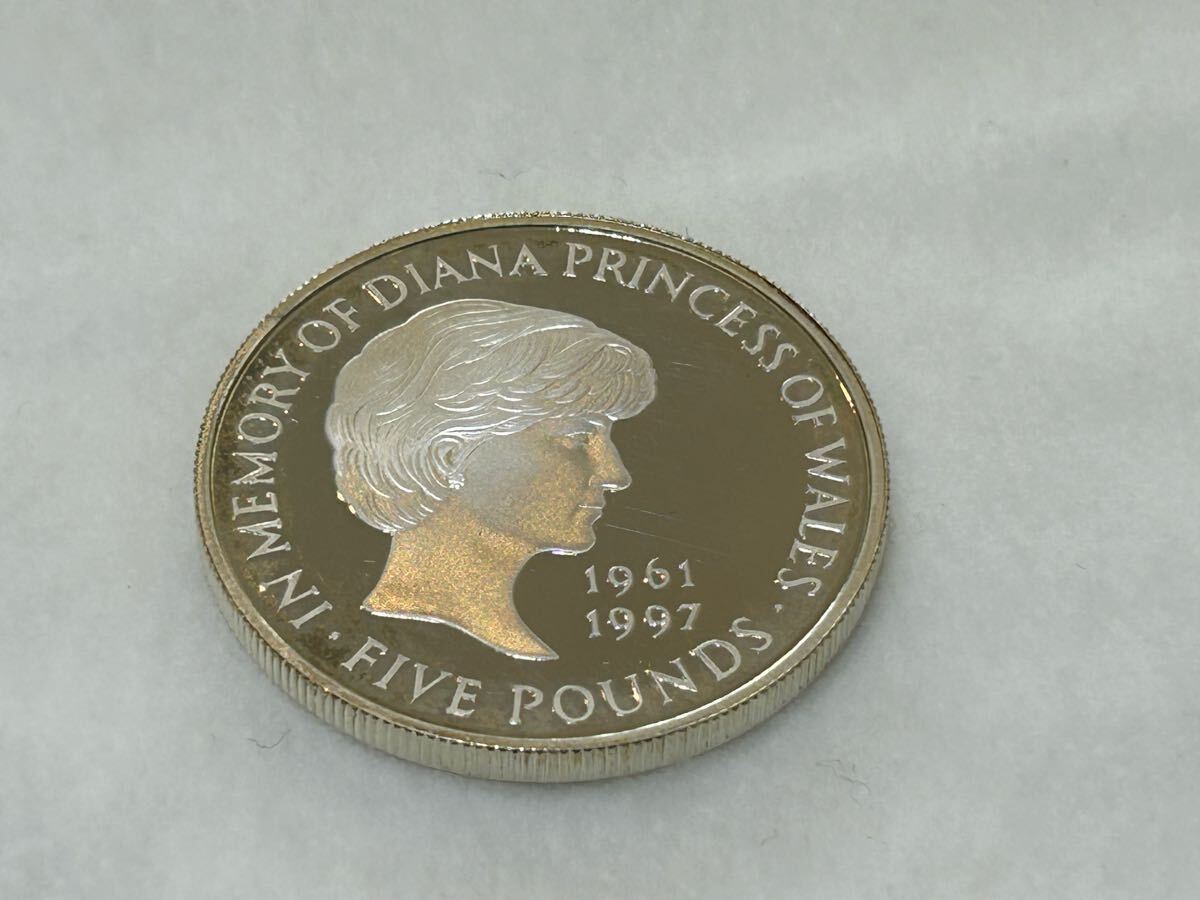 IN MEMORY OF DIANA PRINCESS OF WALES ·
FIVE POUNDS ·
1961
1997